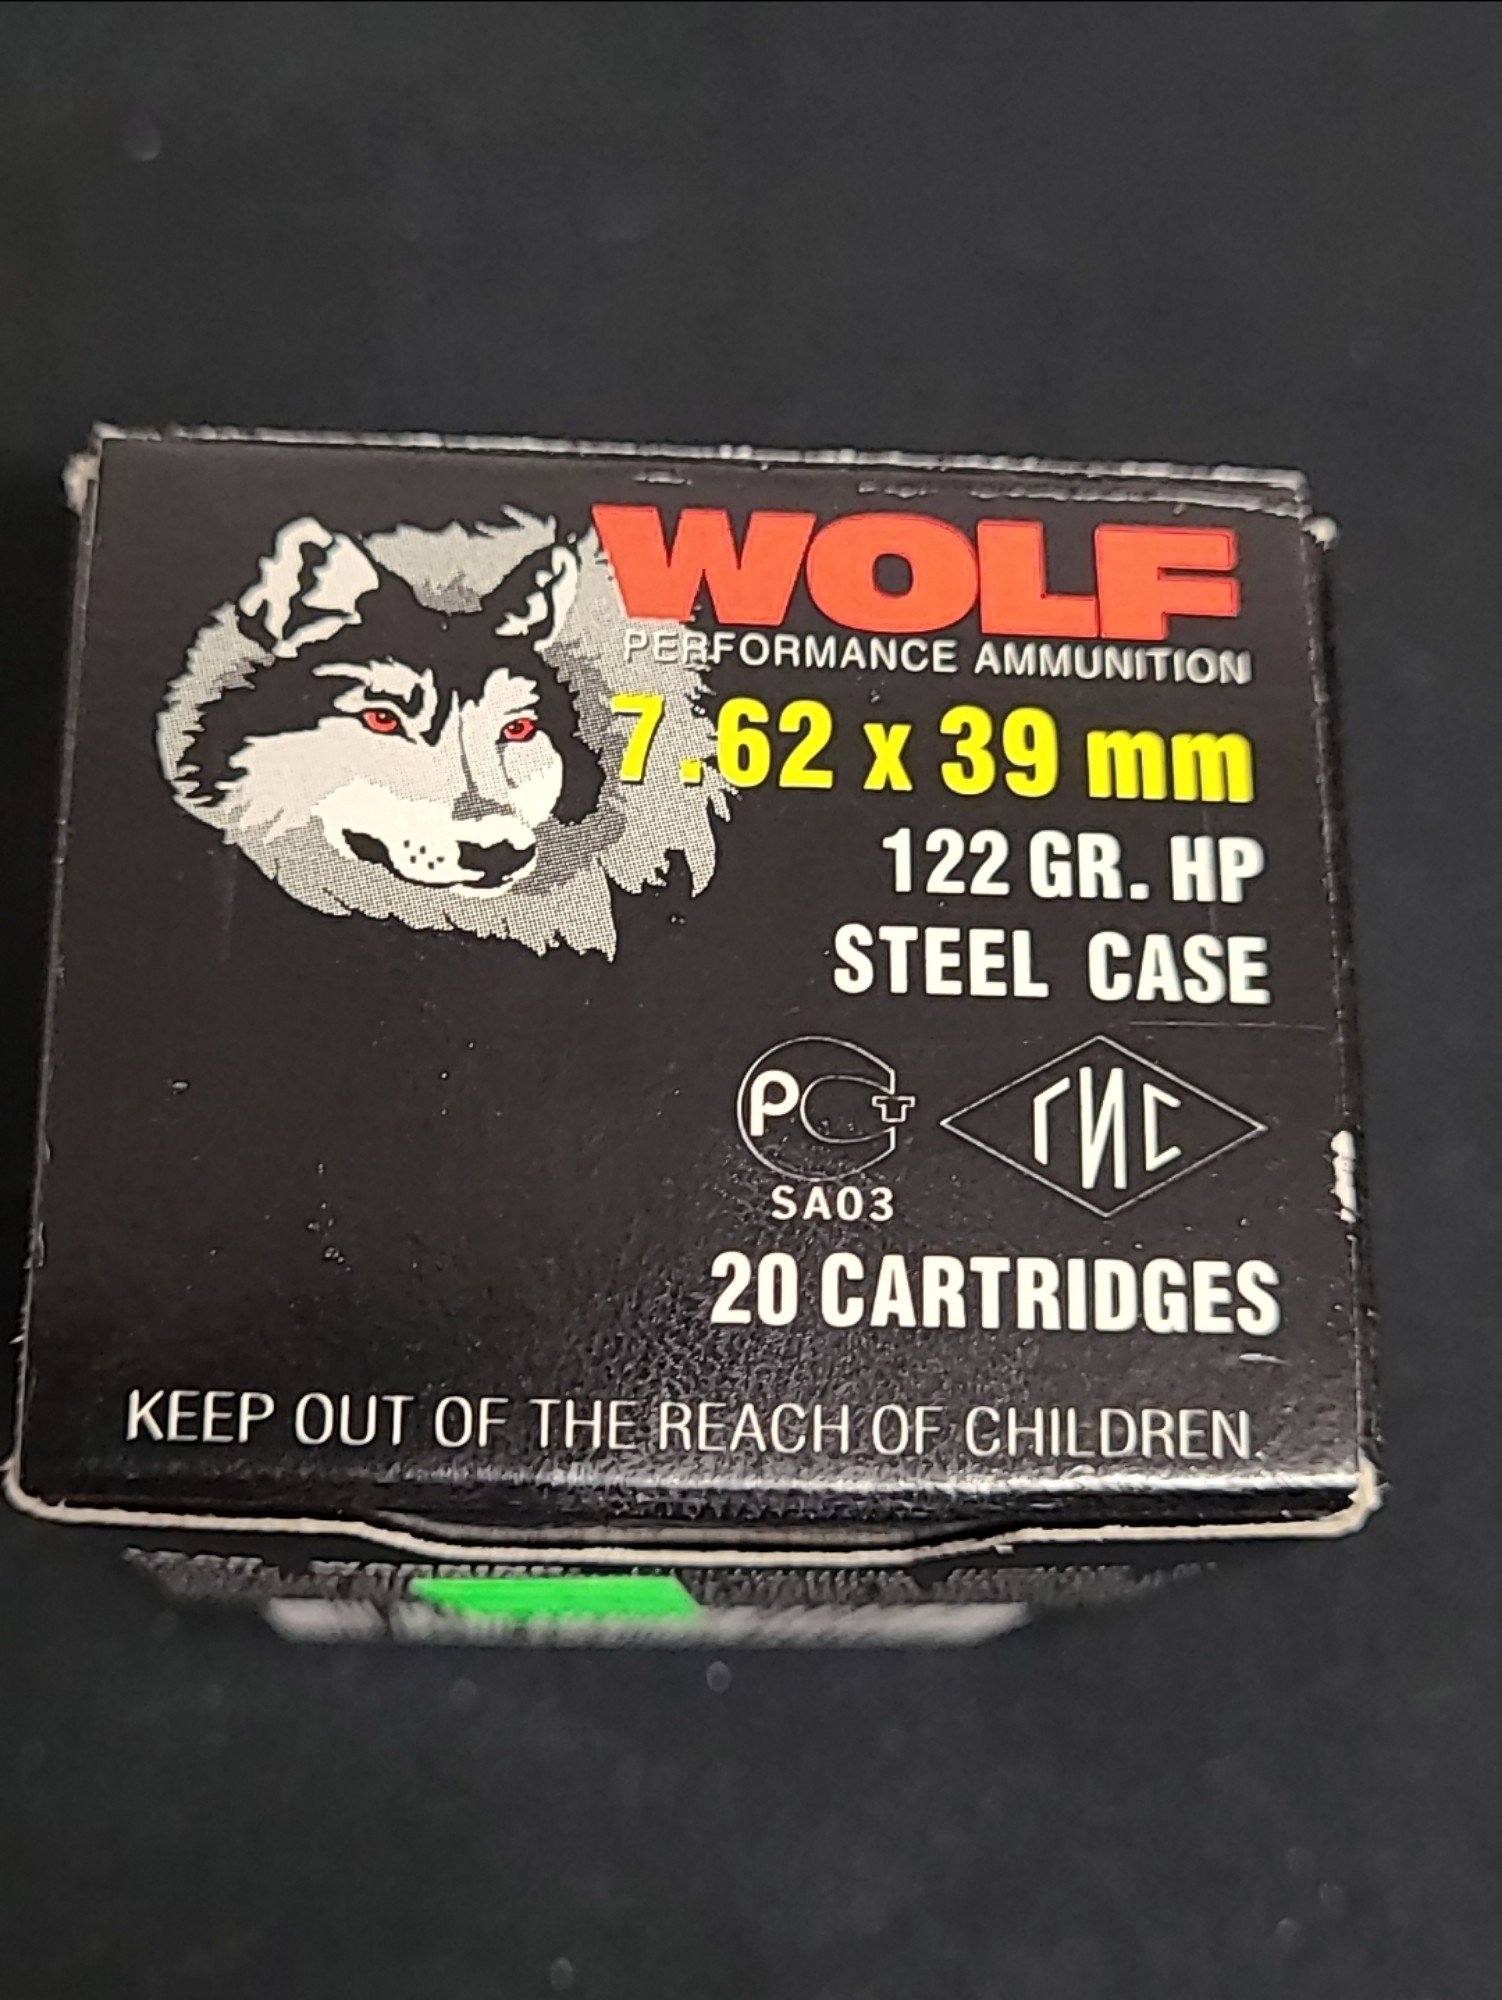 WOLF
PERFORMANCE AMMUNITION
7.62 x 39 mm
122 GR. HP
STEEL CASE
РСТ ГИС
SA03
20 CARTRIDGES
KEEP OUT OF THE REACH OF CHILDREN.